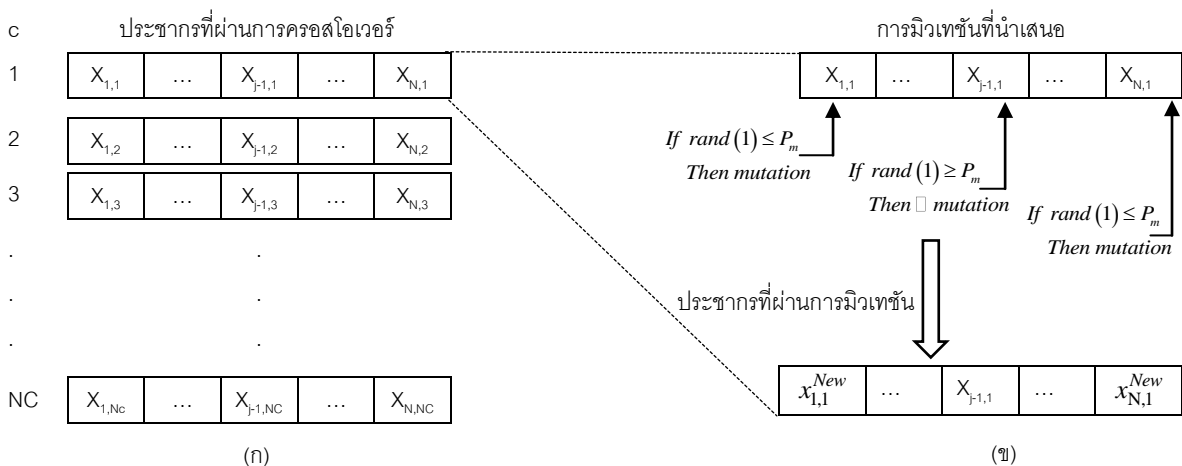 c ประชากรที่ผ่านการครอสโอเวอร์ การมิวเทชันที่นำเสนอ
1 X1,1 ... Xj-1,1 ... XN,1 X1,1 ... Xj-1,1 ... XN,1
2 X1,2 ... Xj-1,2 ... XN,2
If rand (1) ≤ Pm
Then mutation
If rand (1) ≥ Pm
Then □ mutation
If rand (1) ≤ Pm
Then mutation
3 X1,3 ... Xj-1,3 ... XN,3
. .
. .
. .
ประชากรที่ผ่านการมิวเทชัน
NC X1,Nc ... Xj-1,NC ... XN,NC
x1,1 New ... Xj-1,1 ... xN,1 New
(ก) (ข)